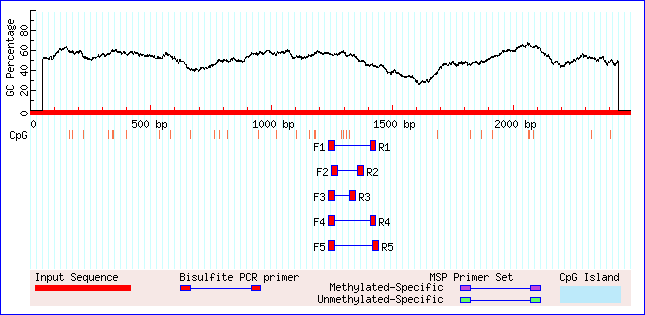 GC Percentage
80
60
40
20
0
0 500 bp 1000 bp 1500 bp 2000 bp
CpG
F1 R1
F2 R2
F3 R3
F4 R4
F5 R5
Input Sequence Bisulfite PCR primer MSP Primer Set CpG Island
Methylated-Specific
Unmethylated-Specific